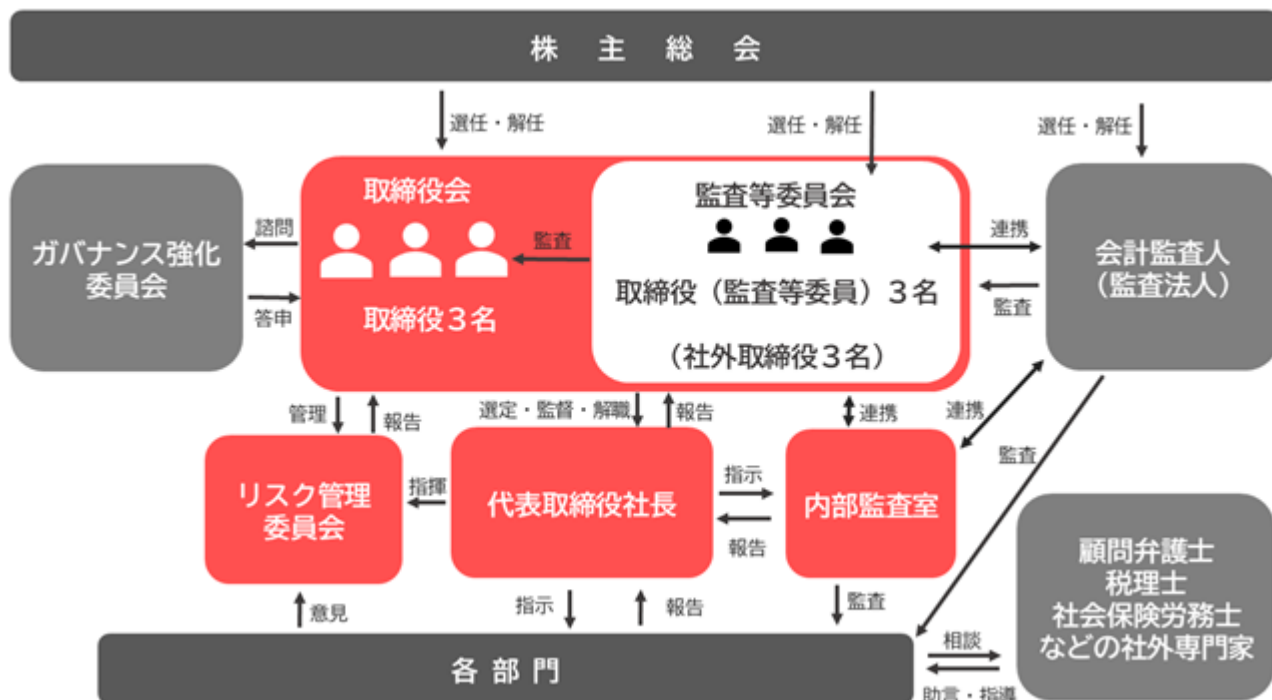 株主総会
選任・解任
選任・解任
選任・解任
取締役会
監査等委員会
諮問
監査
連携
ガバナンス強化
委員会
会計監査人
(監査法人)
取締役(監査等委員)3名
監査
答申
取締役3名
(社外取締役3名)
管理
報告
選定・監督・解職
報告
連携
連携
監査
リスク管理
委員会
指揮
代表取締役社長
指示
報告
内部監査室
顧問弁護士
税理士
社会保険労務士
などの社外専門家
意見
指示
報告
監査
各部門
相談
助言・指導